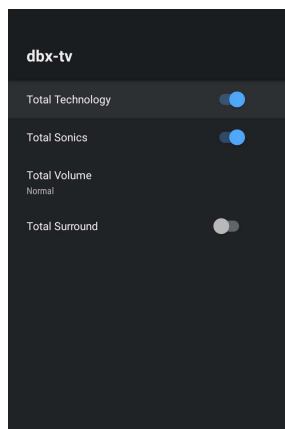 dbx-tv
Total Technology
Total Sonics
Total Volume
Normal
Total Surround